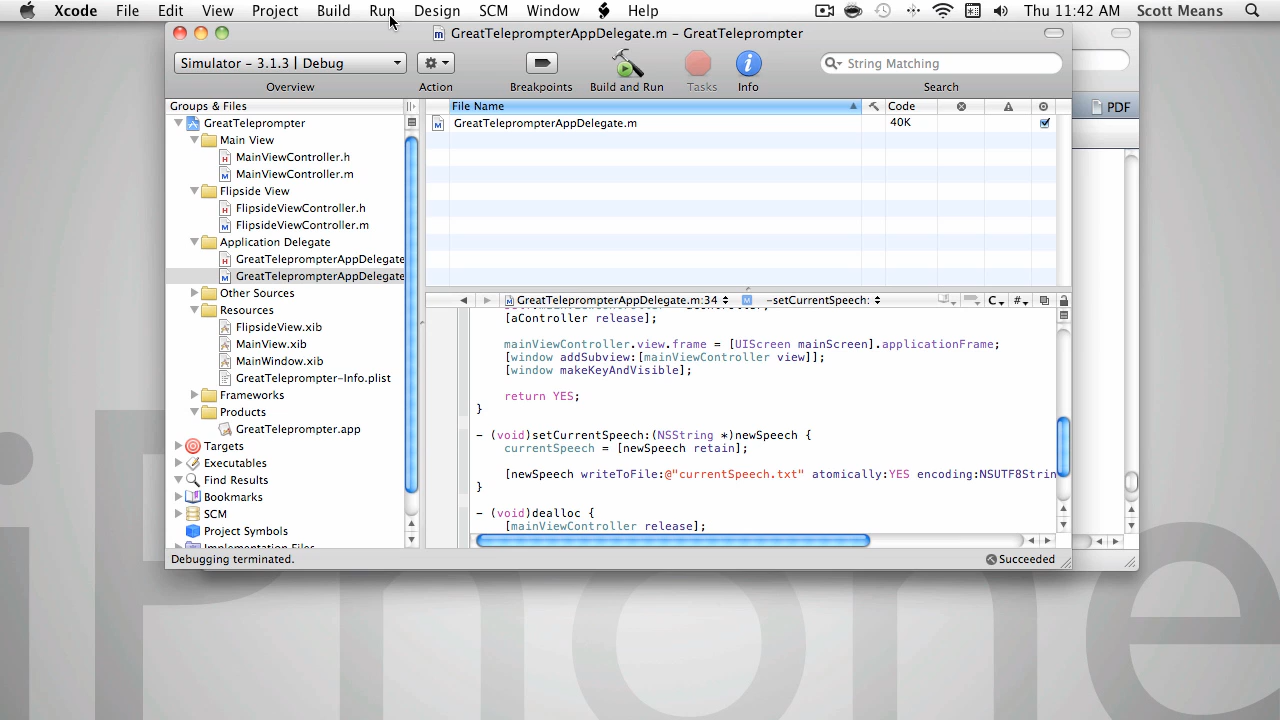 Xcode File Edit View Project Build Run Design SCM Window Help Thu 11:42 AM Scott Means
GreatTeleprompterAppDelegate.m – GreatTeleprompter
Simulator – 3.1.3 | Debug
String Matching
Overview Action Breakpoints Build and Run Tasks Info Search
PDF
Groups & Files
File Name Code
GreatTeleprompterAppDelegate.m 40K
GreatTeleprompter
Main View
MainViewController.h
MainViewController.m
Flipside View
FlipsideViewController.h
FlipsideViewController.m
Application Delegate
GreatTeleprompterAppDelegate
GreatTeleprompterAppDelegate
Other Sources
Resources
FlipsideView.xib
MainView.xib
MainWindow.xib
GreatTeleprompter-Info.plist
Frameworks
Products
GreatTeleprompter.app
Targets
Executables
Find Results
Bookmarks
SCM
Project Symbols
GreatTeleprompterAppDelegate.m:34 -setCurrentSpeech: C #
[aController release];
mainViewController.view.frame = [UIScreen mainScreen].applicationFrame;
[window addSubview:[mainViewController view]];
[window makeKeyAndVisible];
return YES;
}
- (void)setCurrentSpeech:(NSString *)newSpeech {
currentSpeech = [newSpeech retain];
[newSpeech writeToFile:@"currentSpeech.txt" atomically:YES encoding:NSUTF8Strin
}
- (void)dealloc {
[mainViewController release];
Debugging terminated. Succeeded
iPhone